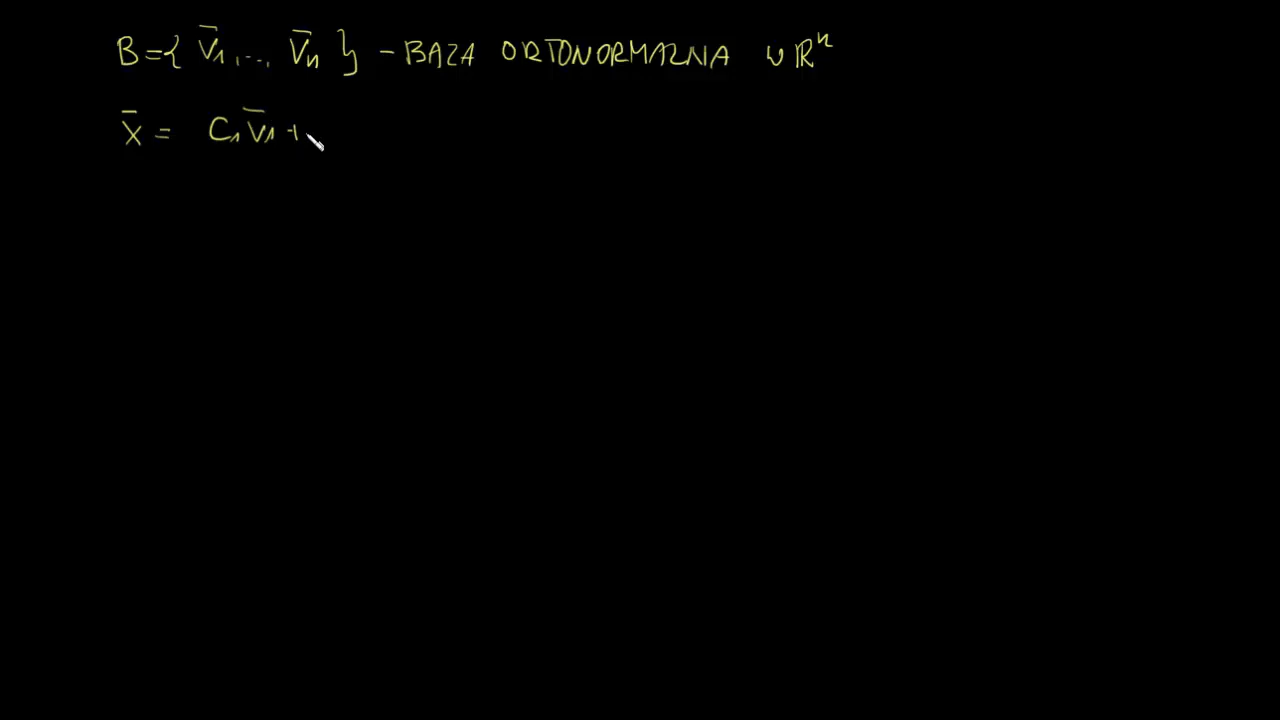 B = { v̄₁, ..., v̄ₙ } - BAZA ORTONORMALNA w ℝⁿ
x̄ = C₁v̄₁ +